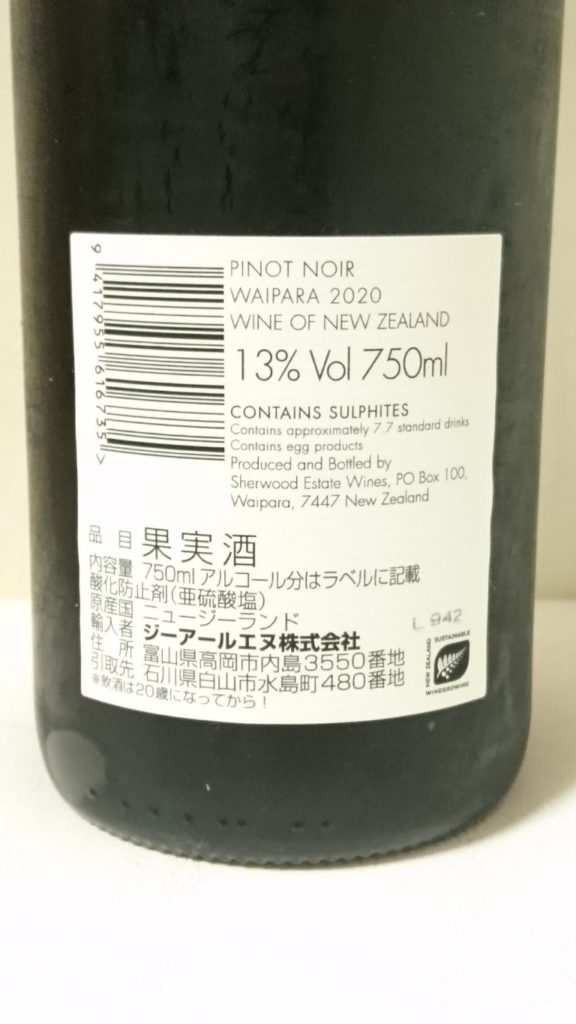 9 417955 616735 >
PINOT NOIR
WAIPARA 2020
WINE OF NEW ZEALAND
13% Vol 750ml
CONTAINS SULPHITES
Contains approximately 7.7 standard drinks
Contains egg products
Produced and Bottled by
Sherwood Estate Wines, PO Box 100,
Waipara, 7447 New Zealand
品 目 果実酒
内容量 750ml アルコール分はラベルに記載
酸化防止剤(亜硫酸塩)
原産国 ニュージーランド
輸入者 ジーアールエヌ株式会社
住 所 富山県高岡市内島3550番地
引取先 石川県白山市水島町480番地
※飲酒は20歳になってから!
L 942
NEW ZEALAND
SUSTAINABLE
WINEGROWING